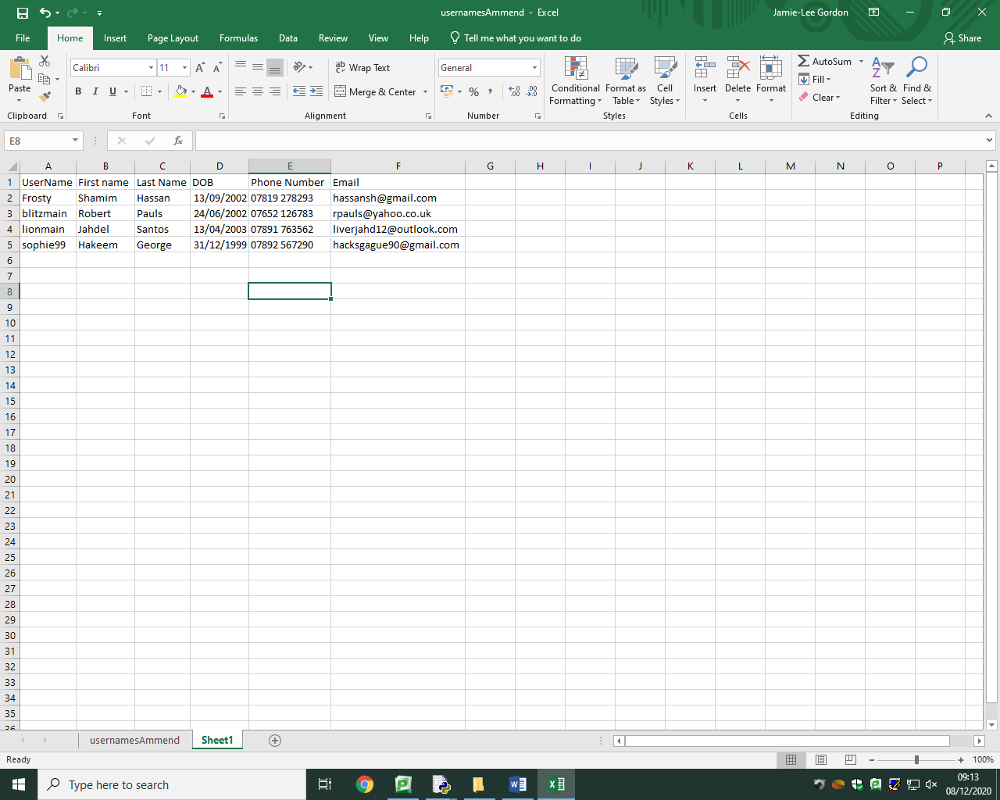 usernamesAmmend - Excel
Jamie-Lee Gordon
File Home Insert Page Layout Formulas Data Review View Help Tell me what you want to do Share
Paste
Clipboard
Calibri 11
B I U A
Font
Wrap Text
Merge & Center
Alignment
General
% ,
Number
Conditional Formatting
Format as Table
Cell Styles
Styles
Insert
Delete
Format
Cells
AutoSum
Fill
Clear
Sort & Filter
Find & Select
Editing
E8
fx
A B C D E F G H I J K L M N O P
1 UserName First name Last Name DOB Phone Number Email
2 Frosty Shamim Hassan 13/09/2002 07819 278293 hassansh@gmail.com
3 blitzmain Robert Pauls 24/06/2002 07652 126783 rpauls@yahoo.co.uk
4 lionmain Jahdel Santos 13/04/2003 07891 763562 liverjahd12@outlook.com
5 sophie99 Hakeem George 31/12/1999 07892 567290 hacksgague90@gmail.com
6
7
8
9
10
11
12
13
14
15
16
17
18
19
20
21
22
23
24
25
26
27
28
29
30
31
32
33
34
35
36
usernamesAmmend Sheet1
Ready
100%
Type here to search
09:13
08/12/2020